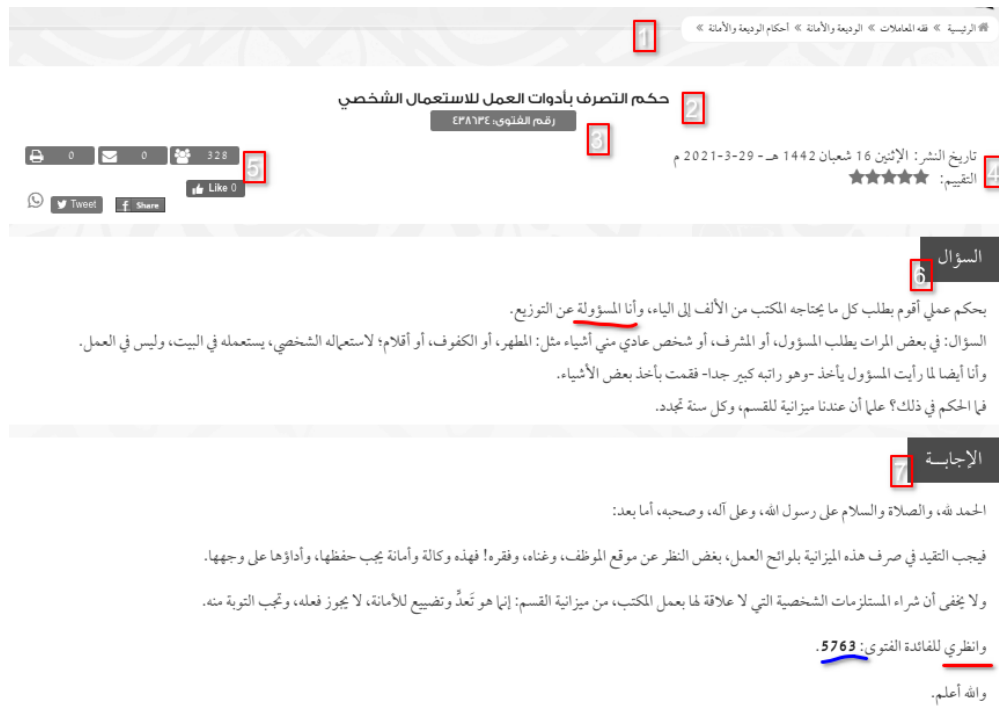 الرئيسية » فقه المعاملات » الوديعة والأمانة » أحكام الوديعة والأمانة »
1
حكم التصرف بأدوات العمل للاستعمال الشخصي
2
رقم الفتوى: ٤٣٨٦٣٤
3
تاريخ النشر: الإثنين 16 شعبان 1442 هـ - 29-3-2021 م
4
التقييم:
328 0 0
5
Like 0
Share Tweet
السؤال
6
بحكم عملي أقوم بطلب كل ما يحتاجه المكتب من الألف إلى الياء، وأنا المسؤولة عن التوزيع.
السؤال: في بعض المرات يطلب المسؤول، أو المشرف، أو شخص عادي مني أشياء مثل: المطهر، أو الكفوف، أو أقلام؛ لاستعماله الشخصي، يستعمله في البيت، وليس في العمل.
وأنا أيضا لما رأيت المسؤول يأخذ -وهو راتبه كبير جدا- فقمت بأخذ بعض الأشياء.
فما الحكم في ذلك؟ علما أن عندنا ميزانية للقسم، وكل سنة تجدد.
الإجابــة
7
الحمد لله، والصلاة والسلام على رسول الله، وعلى آله، وصحبه، أما بعد:
فيجب التقيد في صرف هذه الميزانية بلوائح العمل، بغض النظر عن موقع الموظف، وغناه، وفقره! فهذه وكالة وأمانة يجب حفظها، وأداؤها على وجهها.
ولا يخفى أن شراء المستلزمات الشخصية التي لا علاقة لها بعمل المكتب، من ميزانية القسم: إنما هو تَعدٍّ وتضييع للأمانة، لا يجوز فعله، وتجب التوبة منه.
وانظري للفائدة الفتوى: 5763.
والله أعلم.